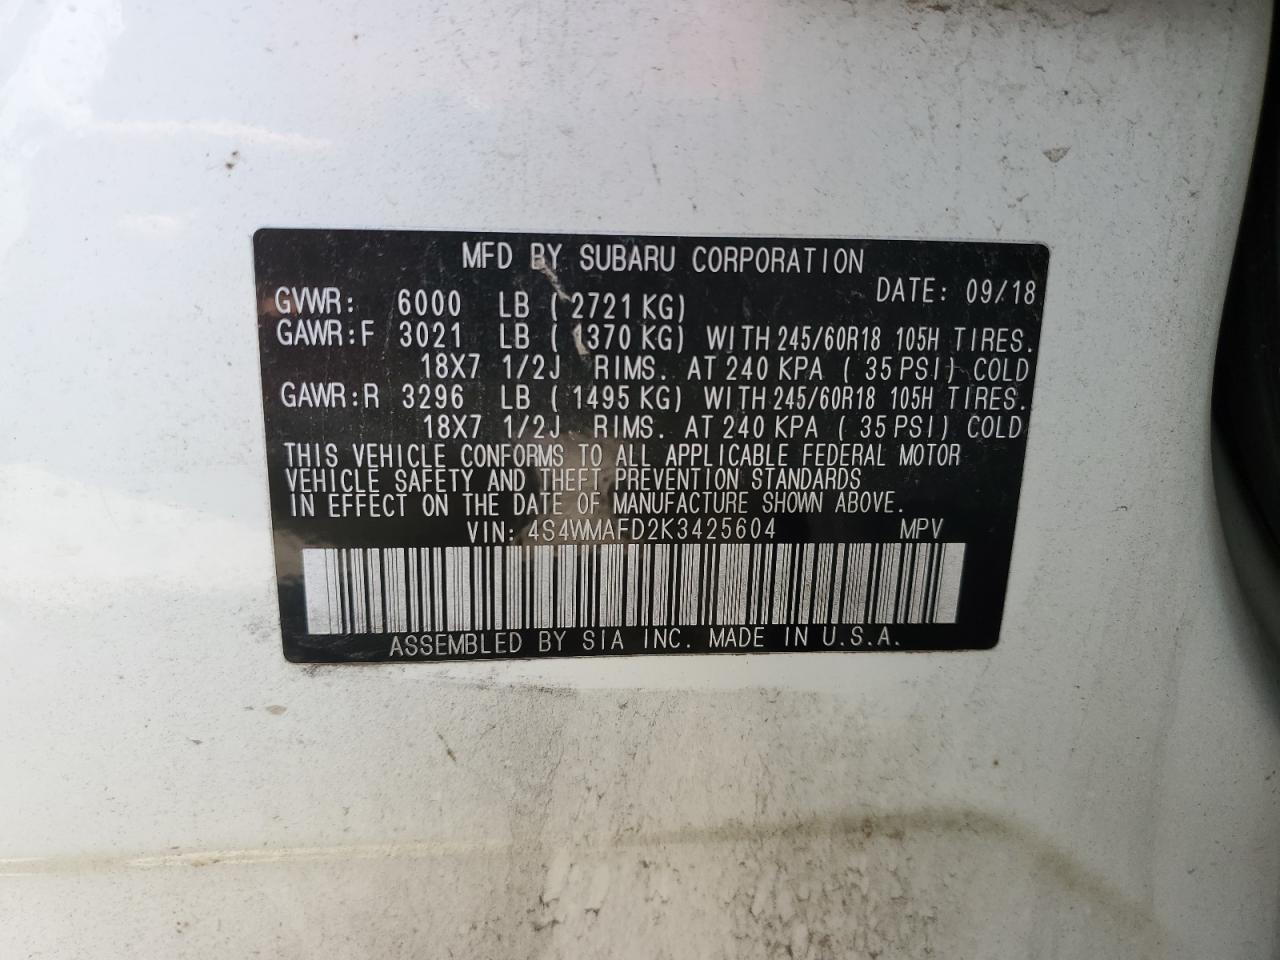 MFD BY SUBARU CORPORATION
DATE: 09/18
GVWR: 6000 LB ( 2721 KG)
GAWR:F 3021 LB ( 1370 KG) WITH 245/60R18 105H TIRES.
18X7 1/2J RIMS. AT 240 KPA ( 35 PSI) COLD
GAWR:R 3296 LB ( 1495 KG) WITH 245/60R18 105H TIRES.
18X7 1/2J RIMS. AT 240 KPA ( 35 PSI) COLD
THIS VEHICLE CONFORMS TO ALL APPLICABLE FEDERAL MOTOR
VEHICLE SAFETY AND THEFT PREVENTION STANDARDS
IN EFFECT ON THE DATE OF MANUFACTURE SHOWN ABOVE.
VIN: 4S4WMAFD2K3425604 MPV
ASSEMBLED BY SIA INC. MADE IN U.S.A.